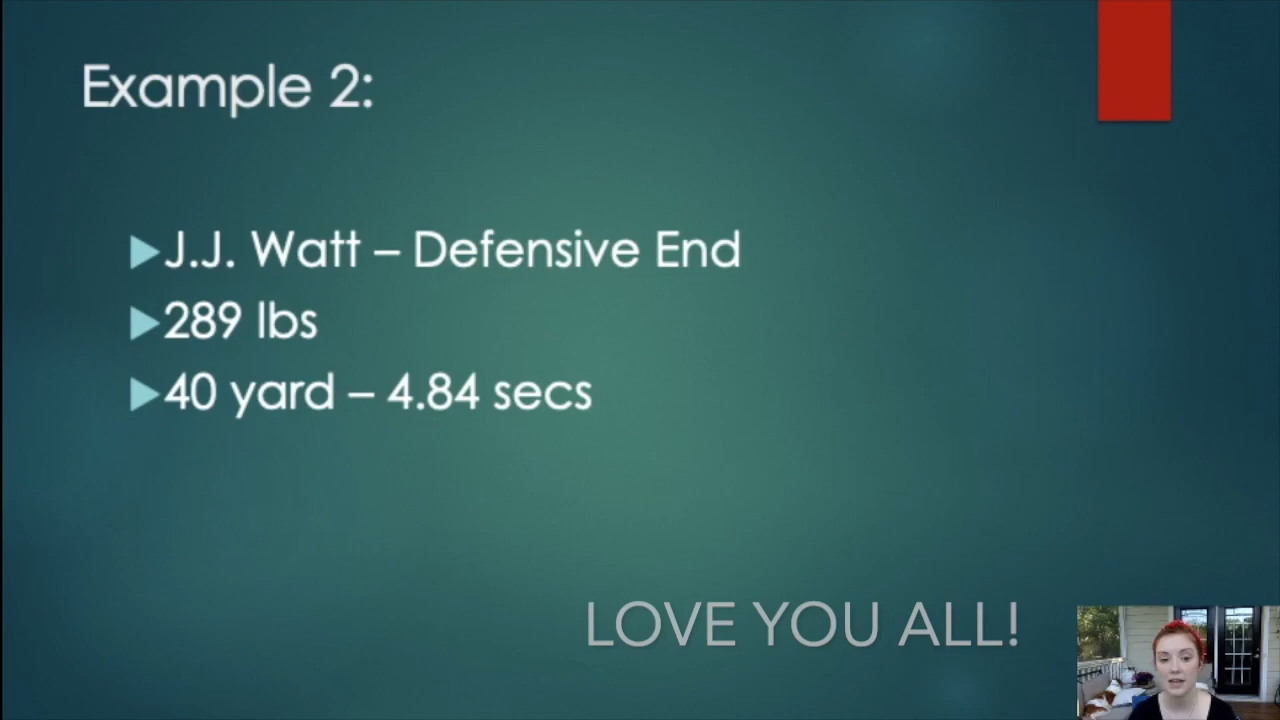 Example 2:
J.J. Watt – Defensive End
289 lbs
40 yard – 4.84 secs
LOVE YOU ALL!